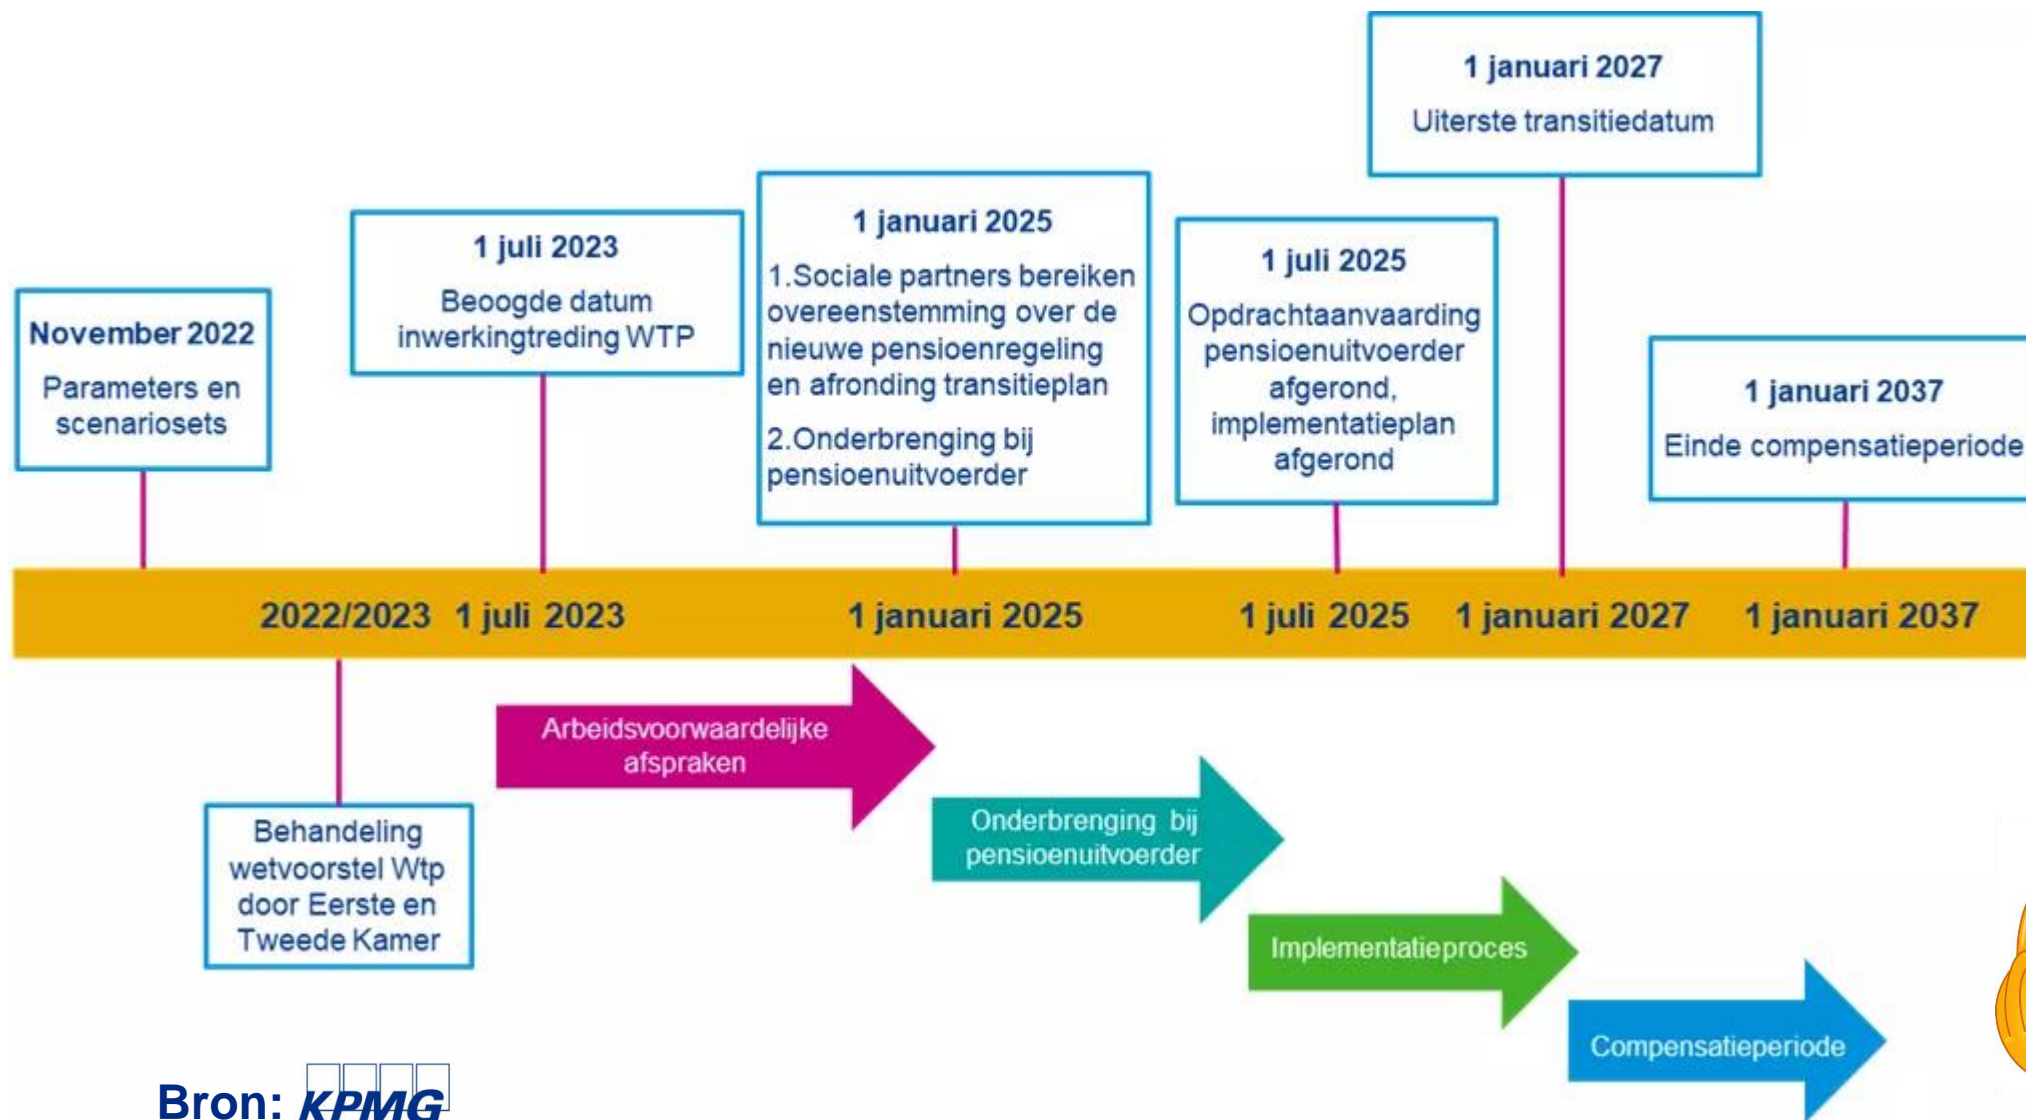 November 2022
Parameters en
scenariosets
1 juli 2023
Beoogde datum
inwerkingtreding WTP
1 januari 2025
1.Sociale partners bereiken
overeenstemming over de
nieuwe pensioenregeling
en afronding transitieplan
2.Onderbrenging bij
pensioenuitvoerder
1 juli 2025
Opdrachtaanvaarding
pensioenuitvoerder
afgerond,
implementatieplan
afgerond
1 januari 2027
Uiterste transitiedatum
1 januari 2037
Einde compensatieperiode
2022/2023 1 juli 2023 1 januari 2025 1 juli 2025 1 januari 2027 1 januari 2037
Behandeling
wetvoorstel Wtp
door Eerste en
Tweede Kamer
Arbeidsvoorwaardelijke
afspraken
Onderbrenging bij
pensioenuitvoerder
Implementatieproces
Compensatieperiode
Bron: KPMG